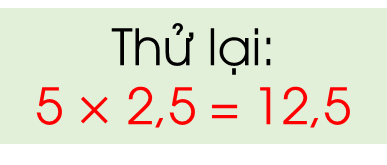 Thử lại:
5 × 2,5 = 12,5